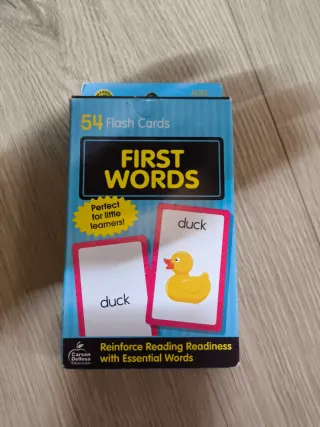 54 Flash Cards
FIRST
WORDS
Perfect
for little
learners!
duck
duck
Carson
Dellosa
Education
Reinforce Reading Readiness
with Essential Words